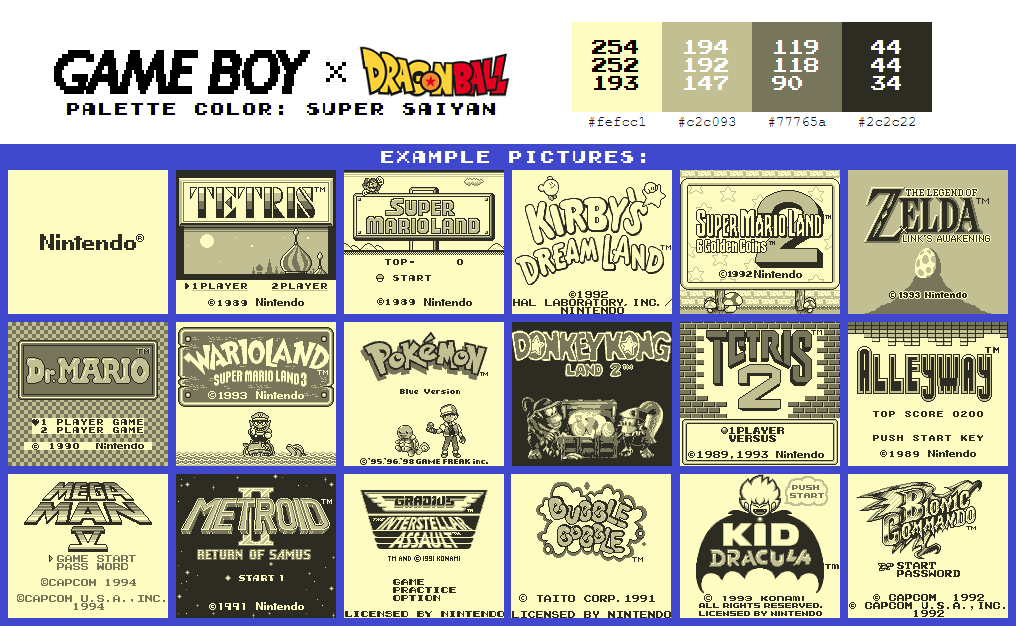 GAME BOY × DRAGON BALL
PALETTE COLOR: SUPER SAIYAN
254 252 193
194 192 147
119 118 90
44 44 34
#fefcc1 #c2c093 #77765a #2c2c22
EXAMPLE PICTURES:
Nintendo®
TETRIS™
1PLAYER 2PLAYER
©1989 Nintendo
SUPER
MARIOLAND
TOP- 0
START
©1989 Nintendo
KIRBY'S
DREAM LAND™
©1992
HAL LABORATORY, INC. /
NINTENDO
SUPER MARIO LAND™ 2
6 Golden Coins™
©1992 Nintendo
THE LEGEND OF
ZELDA™
LINK'S AWAKENING
© 1993 Nintendo
Dr. MARIO™
1 PLAYER GAME
2 PLAYER GAME
© 1990 Nintendo
WARIOLAND
SUPER MARIO LAND 3™
©1993 Nintendo
POKéMON™
Blue Version
©'95.'96.'98 GAME FREAK inc.
DONKEY KONG
LAND 2™
TETRIS™
2
1PLAYER
VERSUS
©1989,1993 Nintendo
ALLEYWAY™
TOP SCORE 0200
PUSH START KEY
©1989 Nintendo
MEGA
MAN
IV
GAME START
PASS WORD
©CAPCOM 1994
©CAPCOM U.S.A.,INC.
1994
METROID™
II
RETURN OF SAMUS
START 1
©1991 Nintendo
GRADIUS
THE INTERSTELLAR
ASSAULT™
TM AND ©1991 KONAMI
GAME
PRACTICE
OPTION
LICENSED BY NINTENDO
BUBBLE
BOBBLE™
© TAITO CORP. 1991
LICENSED BY NINTENDO
PUSH
START
KID
DRACULA™
© 1993 KONAMI
ALL RIGHTS RESERVED.
LICENSED BY NINTENDO
BIONIC
COMMANDO™
START
PASSWORD
© CAPCOM 1992
© CAPCOM U.S.A.,INC.
1992